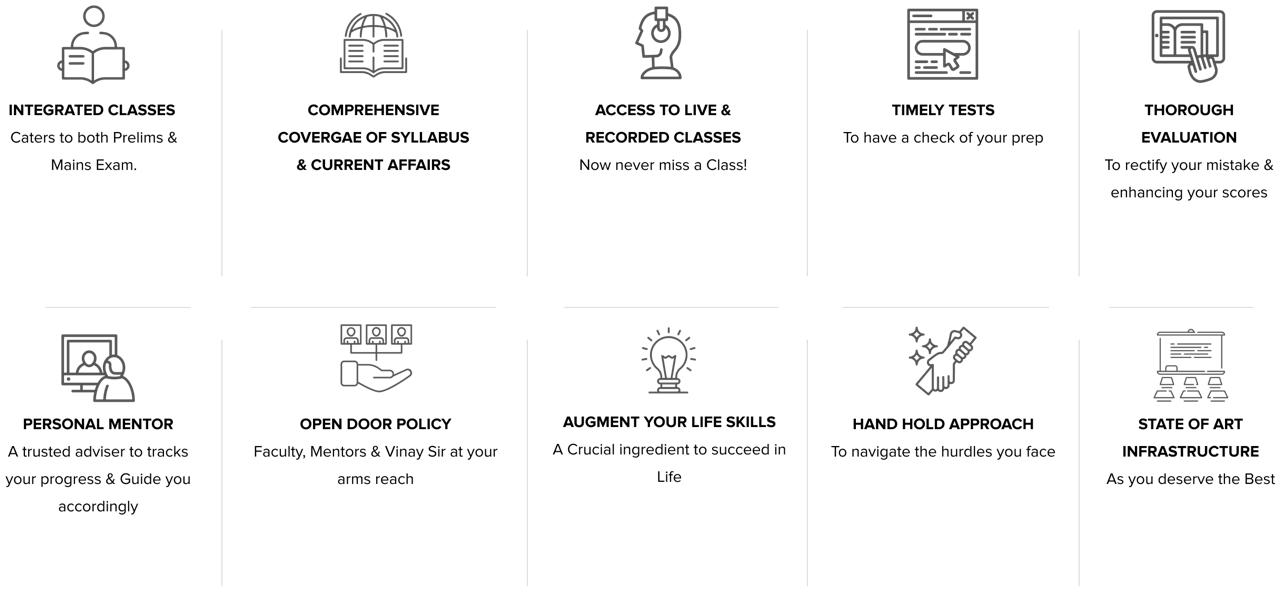 INTEGRATED CLASSES
Caters to both Prelims &
Mains Exam.
COMPREHENSIVE
COVERGAE OF SYLLABUS
& CURRENT AFFAIRS
ACCESS TO LIVE &
RECORDED CLASSES
Now never miss a Class!
TIMELY TESTS
To have a check of your prep
THOROUGH
EVALUATION
To rectify your mistake &
enhancing your scores
PERSONAL MENTOR
A trusted adviser to tracks
your progress & Guide you
accordingly
OPEN DOOR POLICY
Faculty, Mentors & Vinay Sir at your
arms reach
AUGMENT YOUR LIFE SKILLS
A Crucial ingredient to succeed in
Life
HAND HOLD APPROACH
To navigate the hurdles you face
STATE OF ART
INFRASTRUCTURE
As you deserve the Best